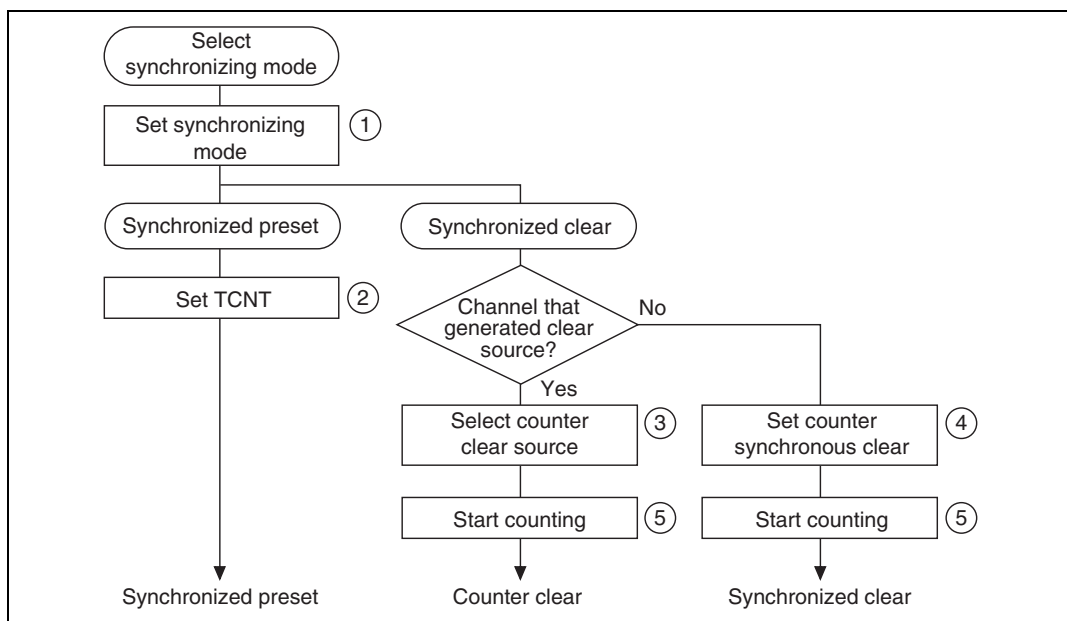 Select
synchronizing mode
Set synchronizing
mode
1
Synchronized preset
Synchronized clear
Set TCNT
2
Channel that
generated clear
source?
No
Yes
Select counter
clear source
3
Set counter
synchronous clear
4
Start counting
5
Start counting
5
Synchronized preset
Counter clear
Synchronized clear